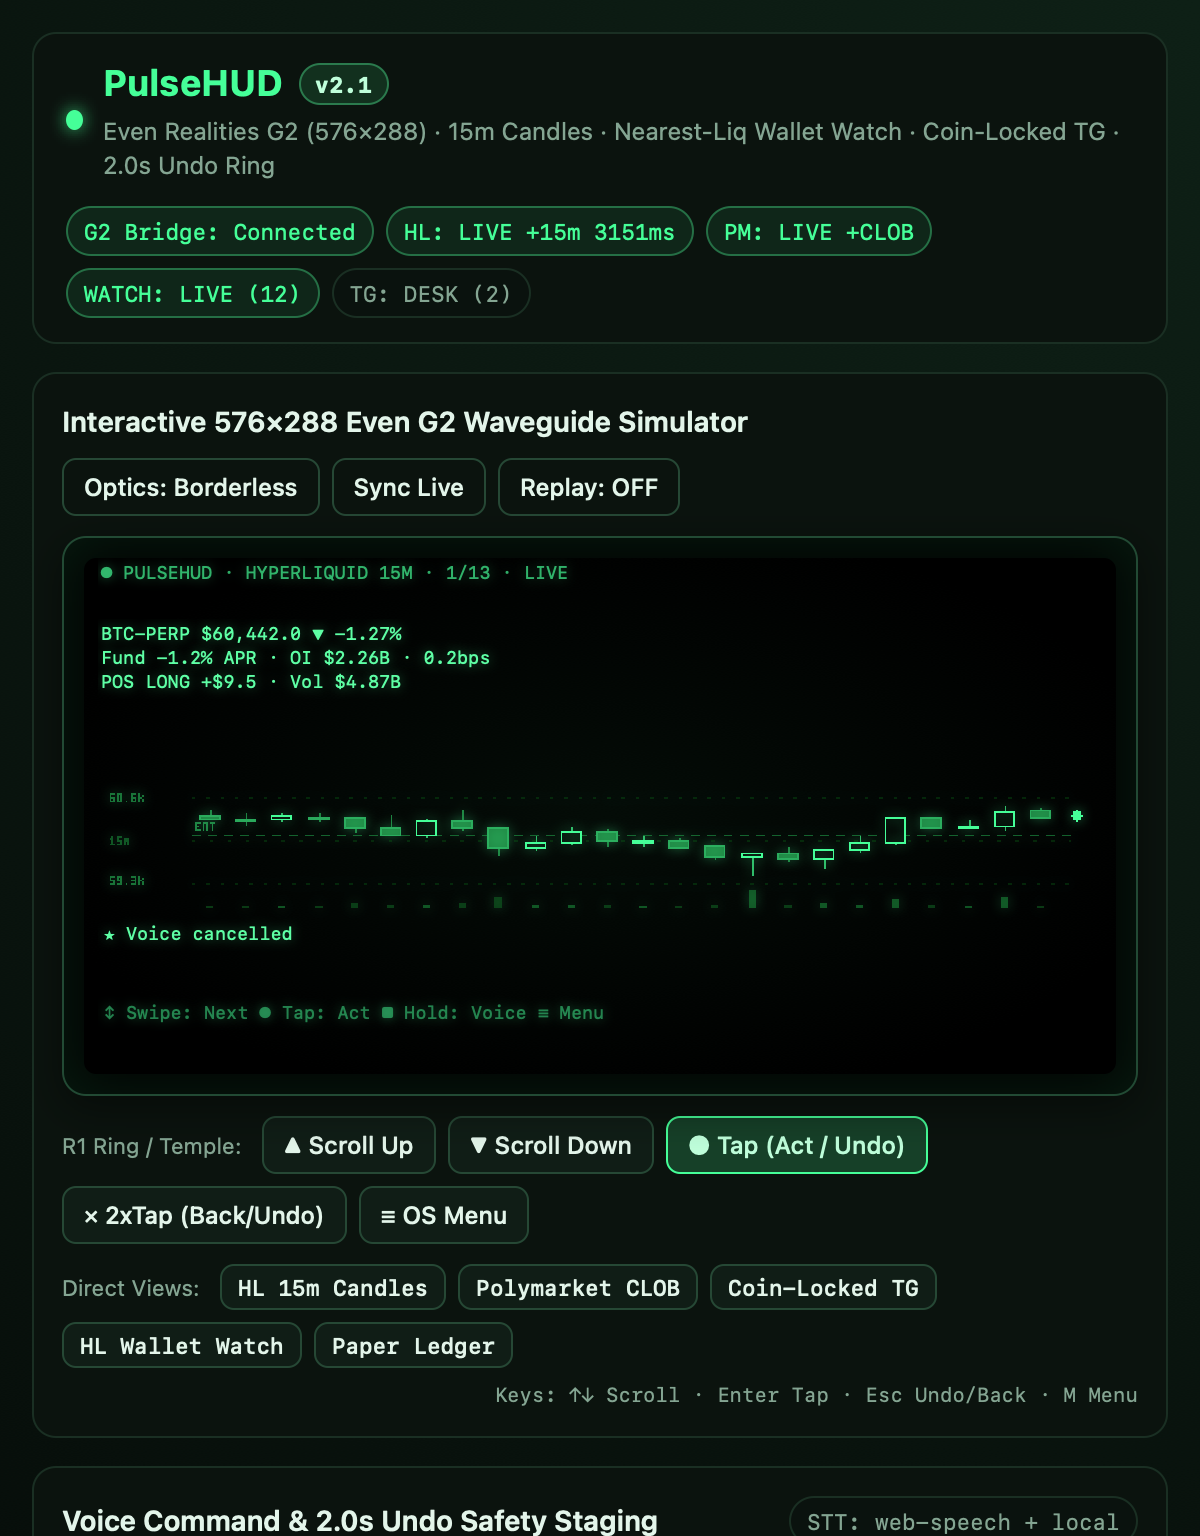 PulseHUD v2.1
Even Realities G2 (576×288) · 15m Candles · Nearest-Liq Wallet Watch · Coin-Locked TG ·
2.0s Undo Ring
G2 Bridge: Connected
HL: LIVE +15m 3151ms
PM: LIVE +CLOB
WATCH: LIVE (12)
TG: DESK (2)
Interactive 576×288 Even G2 Waveguide Simulator
Optics: Borderless
Sync Live
Replay: OFF
● PULSEHUD · HYPERLIQUID 15M · 1/13 · LIVE
BTC-PERP $60,442.0 ▼ -1.27%
Fund -1.2% APR · OI $2.26B · 0.2bps
POS LONG +$9.5 · Vol $4.87B
60.6k
ENT
15m
59.3k
★ Voice cancelled
↕ Swipe: Next ● Tap: Act ■ Hold: Voice ≡ Menu
R1 Ring / Temple:
▲ Scroll Up
▼ Scroll Down
● Tap (Act / Undo)
× 2xTap (Back/Undo)
≡ OS Menu
Direct Views:
HL 15m Candles
Polymarket CLOB
Coin-Locked TG
HL Wallet Watch
Paper Ledger
Keys: ↑↓ Scroll · Enter Tap · Esc Undo/Back · M Menu
Voice Command & 2.0s Undo Safety Staging
STT: web-speech + local